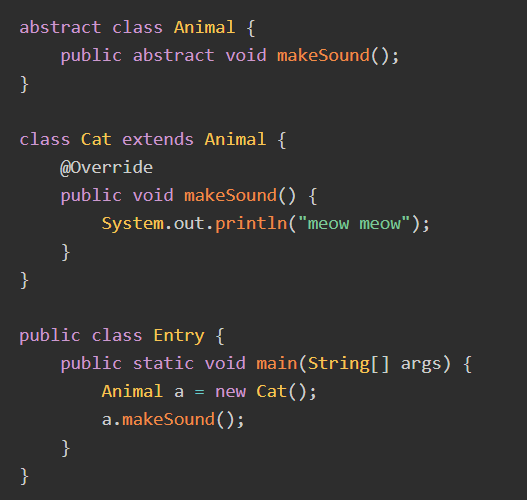 abstract class Animal {
    public abstract void makeSound();
}

class Cat extends Animal {
    @Override
    public void makeSound() {
        System.out.println("meow meow");
    }
}

public class Entry {
    public static void main(String[] args) {
        Animal a = new Cat();
        a.makeSound();
    }
}